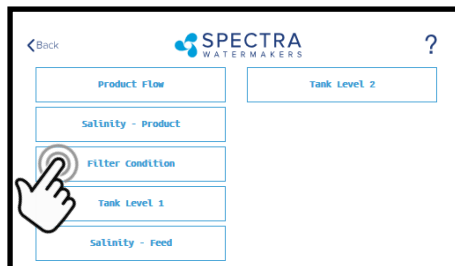 Back
SPECTRA
WATERMAKERS
?
Product Flow
Salinity - Product
Filter Condition
Tank Level 1
Salinity - Feed
Tank Level 2